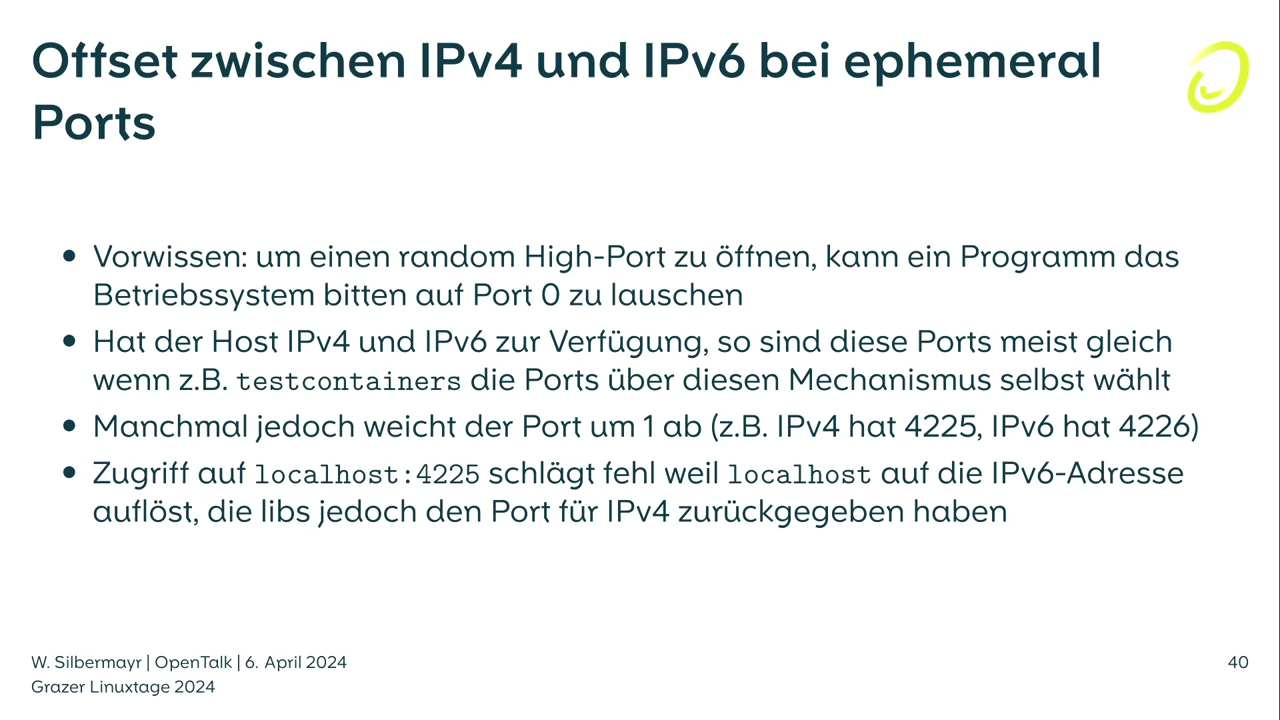 Offset zwischen IPv4 und IPv6 bei ephemeral
Ports
• Vorwissen: um einen random High-Port zu öffnen, kann ein Programm das
Betriebssystem bitten auf Port 0 zu lauschen
• Hat der Host IPv4 und IPv6 zur Verfügung, so sind diese Ports meist gleich
wenn z.B. testcontainers die Ports über diesen Mechanismus selbst wählt
• Manchmal jedoch weicht der Port um 1 ab (z.B. IPv4 hat 4225, IPv6 hat 4226)
• Zugriff auf localhost:4225 schlägt fehl weil localhost auf die IPv6-Adresse
auflöst, die libs jedoch den Port für IPv4 zurückgegeben haben
W. Silbermayr | OpenTalk | 6. April 2024
Grazer Linuxtage 2024
40